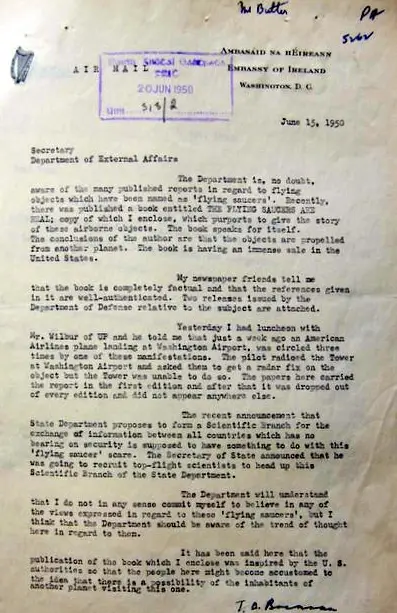 Mr Butler
PA
5262
AMBASÁID NA HÉIREANN
AIR MAIL
EMBASSY OF IRELAND
WASHINGTON, D. C.
20 JUN 1950
313/2
June 15, 1950
Secretary
Department of External Affairs
The Department is, no doubt,
aware of the many published reports in regard to flying
objects which have been named as 'flying saucers'. Recently,
there was published a book entitled THE FLYING SAUCERS ARE
REAL; copy of which I enclose, which purports to give the story
of these airborne objects. The book speaks for itself.
The conclusions of the author are that the objects are propelled
from another planet. The book is having an immense sale in the
United States.
My newspaper friends tell me
that the book is completely factual and that the references given
in it are well-authenticated. Two releases issued by the
Department of Defense relative to the subject are attached.
Yesterday I had luncheon with
Mr. Wilbur of UP and he told me that just a week ago an American
Airlines plane landing at Washington Airport, was circled three
times by one of these manifestations. The pilot radioed the Tower
at Washington Airport and asked them to get a radar fix on the
object but the Tower was unable to do so. The papers here carried
the report in the first edition and after that it was dropped out
of every edition and did not appear anywhere else.
The recent announcement that
State Department proposes to form a Scientific Branch for the
exchange of information between all countries which has no
bearing on security is supposed to have something to do with this
'flying saucer' scare. The Secretary of State announced that he
was going to recruit top-flight scientists to head up this
Scientific Branch of the State Department.
The Department will understand
that I do not in any sense commit myself to believe in any of
the views expressed in regard to these 'flying saucers', but I
think that the Department should be aware of the trend of thought
here in regard to them.
It has been said here that the
publication of the book which I enclose was inspired by the U. S.
authorities so that the people here might become accustomed to
the idea that there is a possibility of the inhabitants of
another planet visiting this one.